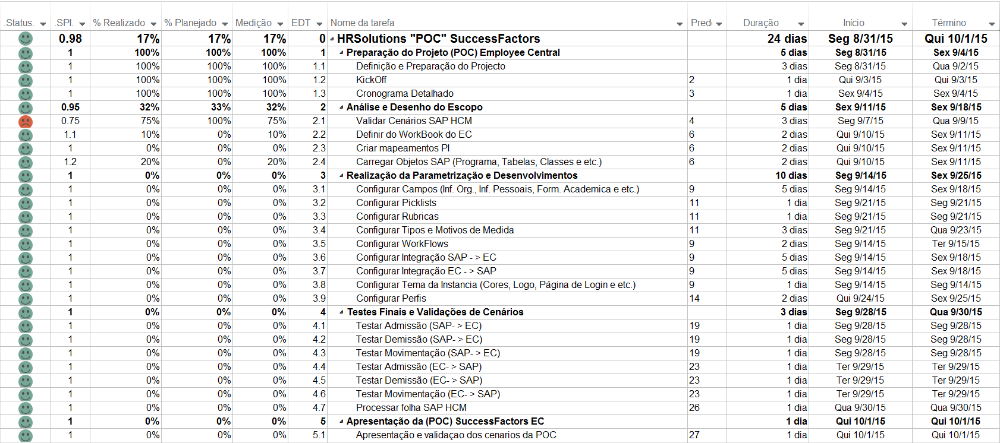 .Status. .SPI. % Realizado % Planejado Medição EDT Nome da tarefa Pred Duração Início Término
0.98 17% 17% 17% 0 HRSolutions "POC" SuccessFactors 24 dias Seg 8/31/15 Qui 10/1/15
1 100% 100% 100% 1 Preparação do Projeto (POC) Employee Central 5 dias Seg 8/31/15 Sex 9/4/15
1 100% 100% 100% 1.1 Definição e Preparação do Projecto 3 dias Seg 8/31/15 Qua 9/2/15
1 100% 100% 100% 1.2 KickOff 2 1 dia Qui 9/3/15 Qui 9/3/15
1 100% 100% 100% 1.3 Cronograma Detalhado 3 1 dia Sex 9/4/15 Sex 9/4/15
0.95 32% 33% 32% 2 Análise e Desenho do Escopo 5 dias Sex 9/11/15 Sex 9/18/15
0.75 75% 100% 75% 2.1 Validar Cenários SAP HCM 4 3 dias Seg 9/7/15 Qua 9/9/15
1.1 10% 0% 10% 2.2 Definir do WorkBook do EC 6 2 dias Qui 9/10/15 Sex 9/11/15
1 0% 0% 0% 2.3 Criar mapeamentos PI 6 2 dias Qui 9/10/15 Sex 9/11/15
1.2 20% 0% 20% 2.4 Carregar Objetos SAP (Programa, Tabelas, Classes e etc.) 6 2 dias Qui 9/10/15 Sex 9/11/15
1 0% 0% 0% 3 Realização da Parametrização e Desenvolvimentos 10 dias Seg 9/14/15 Sex 9/25/15
1 0% 0% 0% 3.1 Configurar Campos (Inf. Org., Inf. Pessoais, Form. Academica e etc.) 9 5 dias Seg 9/14/15 Sex 9/18/15
1 0% 0% 0% 3.2 Configurar Picklists 11 1 dia Seg 9/21/15 Seg 9/21/15
1 0% 0% 0% 3.3 Configurar Rubricas 11 1 dia Seg 9/21/15 Seg 9/21/15
1 0% 0% 0% 3.4 Configurar Tipos e Motivos de Medida 11 3 dias Seg 9/21/15 Qua 9/23/15
1 0% 0% 0% 3.5 Configurar WorkFlows 9 2 dias Seg 9/14/15 Ter 9/15/15
1 0% 0% 0% 3.6 Configurar Integração SAP - > EC 9 5 dias Seg 9/14/15 Sex 9/18/15
1 0% 0% 0% 3.7 Configurar Integração EC - > SAP 9 5 dias Seg 9/14/15 Sex 9/18/15
1 0% 0% 0% 3.8 Configurar Tema da Instancia (Cores, Logo, Página de Login e etc.) 9 1 dia Seg 9/14/15 Seg 9/14/15
1 0% 0% 0% 3.9 Configurar Perfis 14 2 dias Qui 9/24/15 Sex 9/25/15
1 0% 0% 0% 4 Testes Finais e Validações de Cenários 3 dias Seg 9/28/15 Qua 9/30/15
1 0% 0% 0% 4.1 Testar Admissão (SAP- > EC) 19 1 dia Seg 9/28/15 Seg 9/28/15
1 0% 0% 0% 4.2 Testar Demissão (SAP- > EC) 19 1 dia Seg 9/28/15 Seg 9/28/15
1 0% 0% 0% 4.3 Testar Movimentação (SAP- > EC) 19 1 dia Seg 9/28/15 Seg 9/28/15
1 0% 0% 0% 4.4 Testar Admissão (EC- > SAP) 23 1 dia Ter 9/29/15 Ter 9/29/15
1 0% 0% 0% 4.5 Testar Demissão (EC- > SAP) 23 1 dia Ter 9/29/15 Ter 9/29/15
1 0% 0% 0% 4.6 Testar Movimentação (EC- > SAP) 23 1 dia Ter 9/29/15 Ter 9/29/15
1 0% 0% 0% 4.7 Processar folha SAP HCM 26 1 dia Qua 9/30/15 Qua 9/30/15
1 0% 0% 0% 5 Apresentação da (POC) SuccessFactors EC 1 dia Qui 10/1/15 Qui 10/1/15
1 0% 0% 0% 5.1 Apresentação e validaçao dos cenarios da POC 27 1 dia Qui 10/1/15 Qui 10/1/15